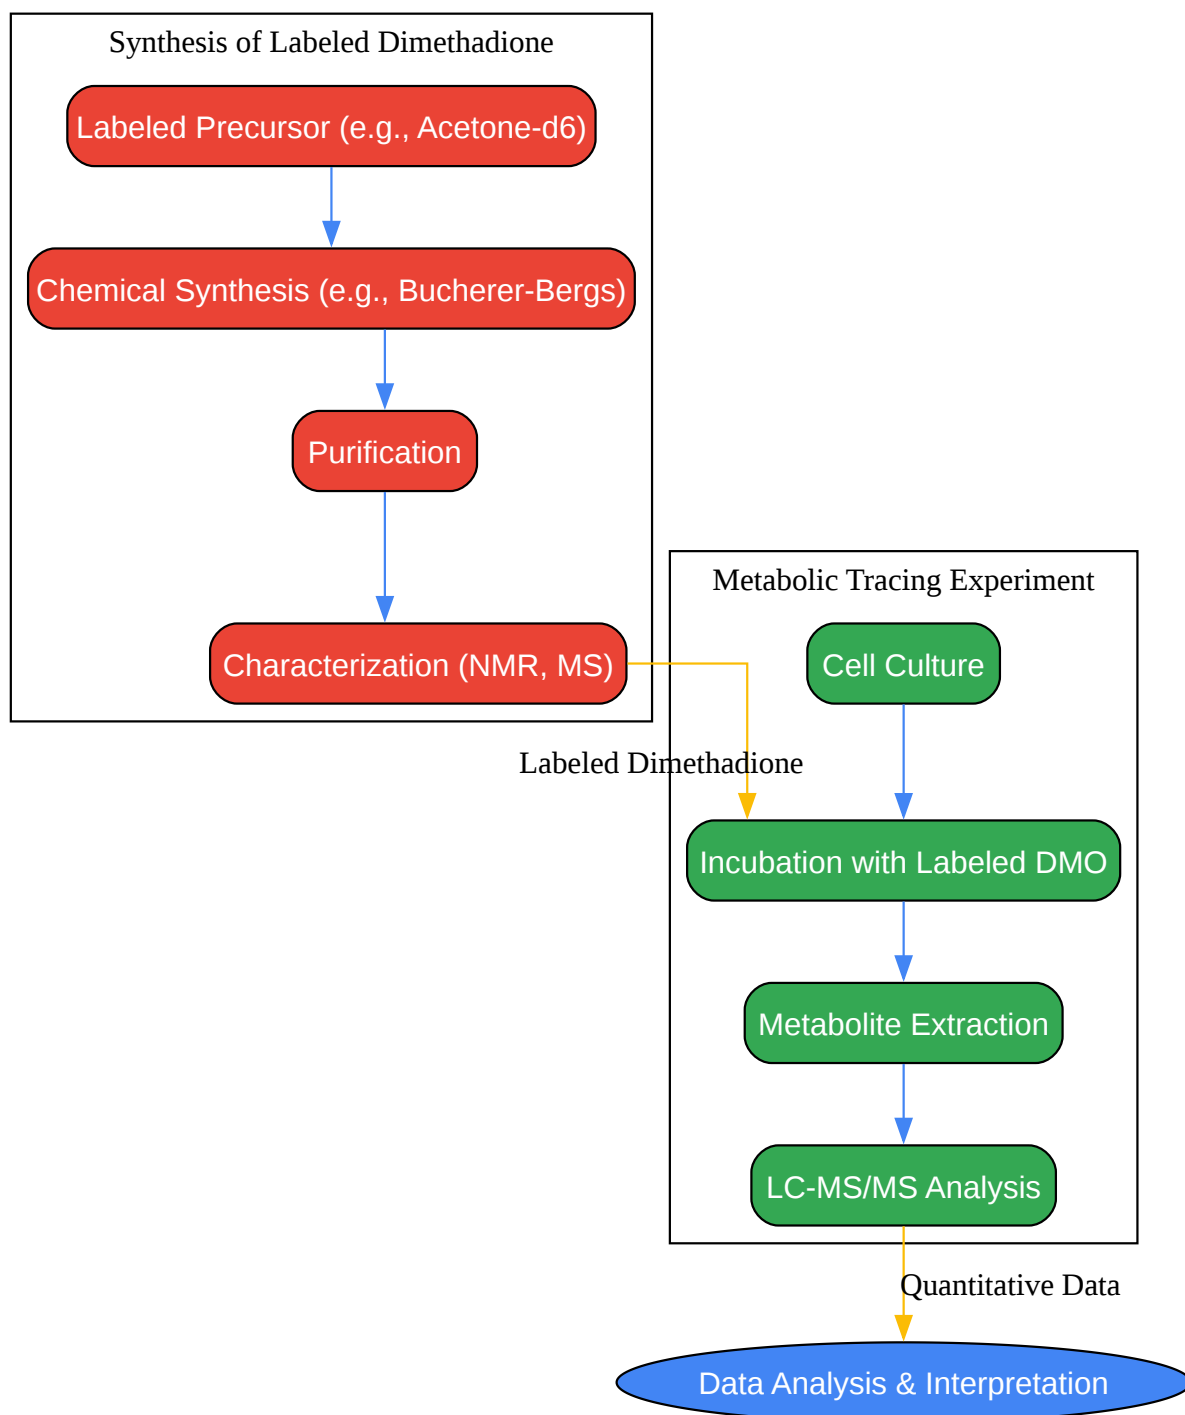 Synthesis of Labeled Dimethadione
Labeled Precursor (e.g., Acetone-d6)
Chemical Synthesis (e.g., Bucherer-Bergs)
Purification
Characterization (NMR, MS)
Labeled Dimethadione
Metabolic Tracing Experiment
Cell Culture
Incubation with Labeled DMO
Metabolite Extraction
LC-MS/MS Analysis
Quantitative Data
Data Analysis & Interpretation